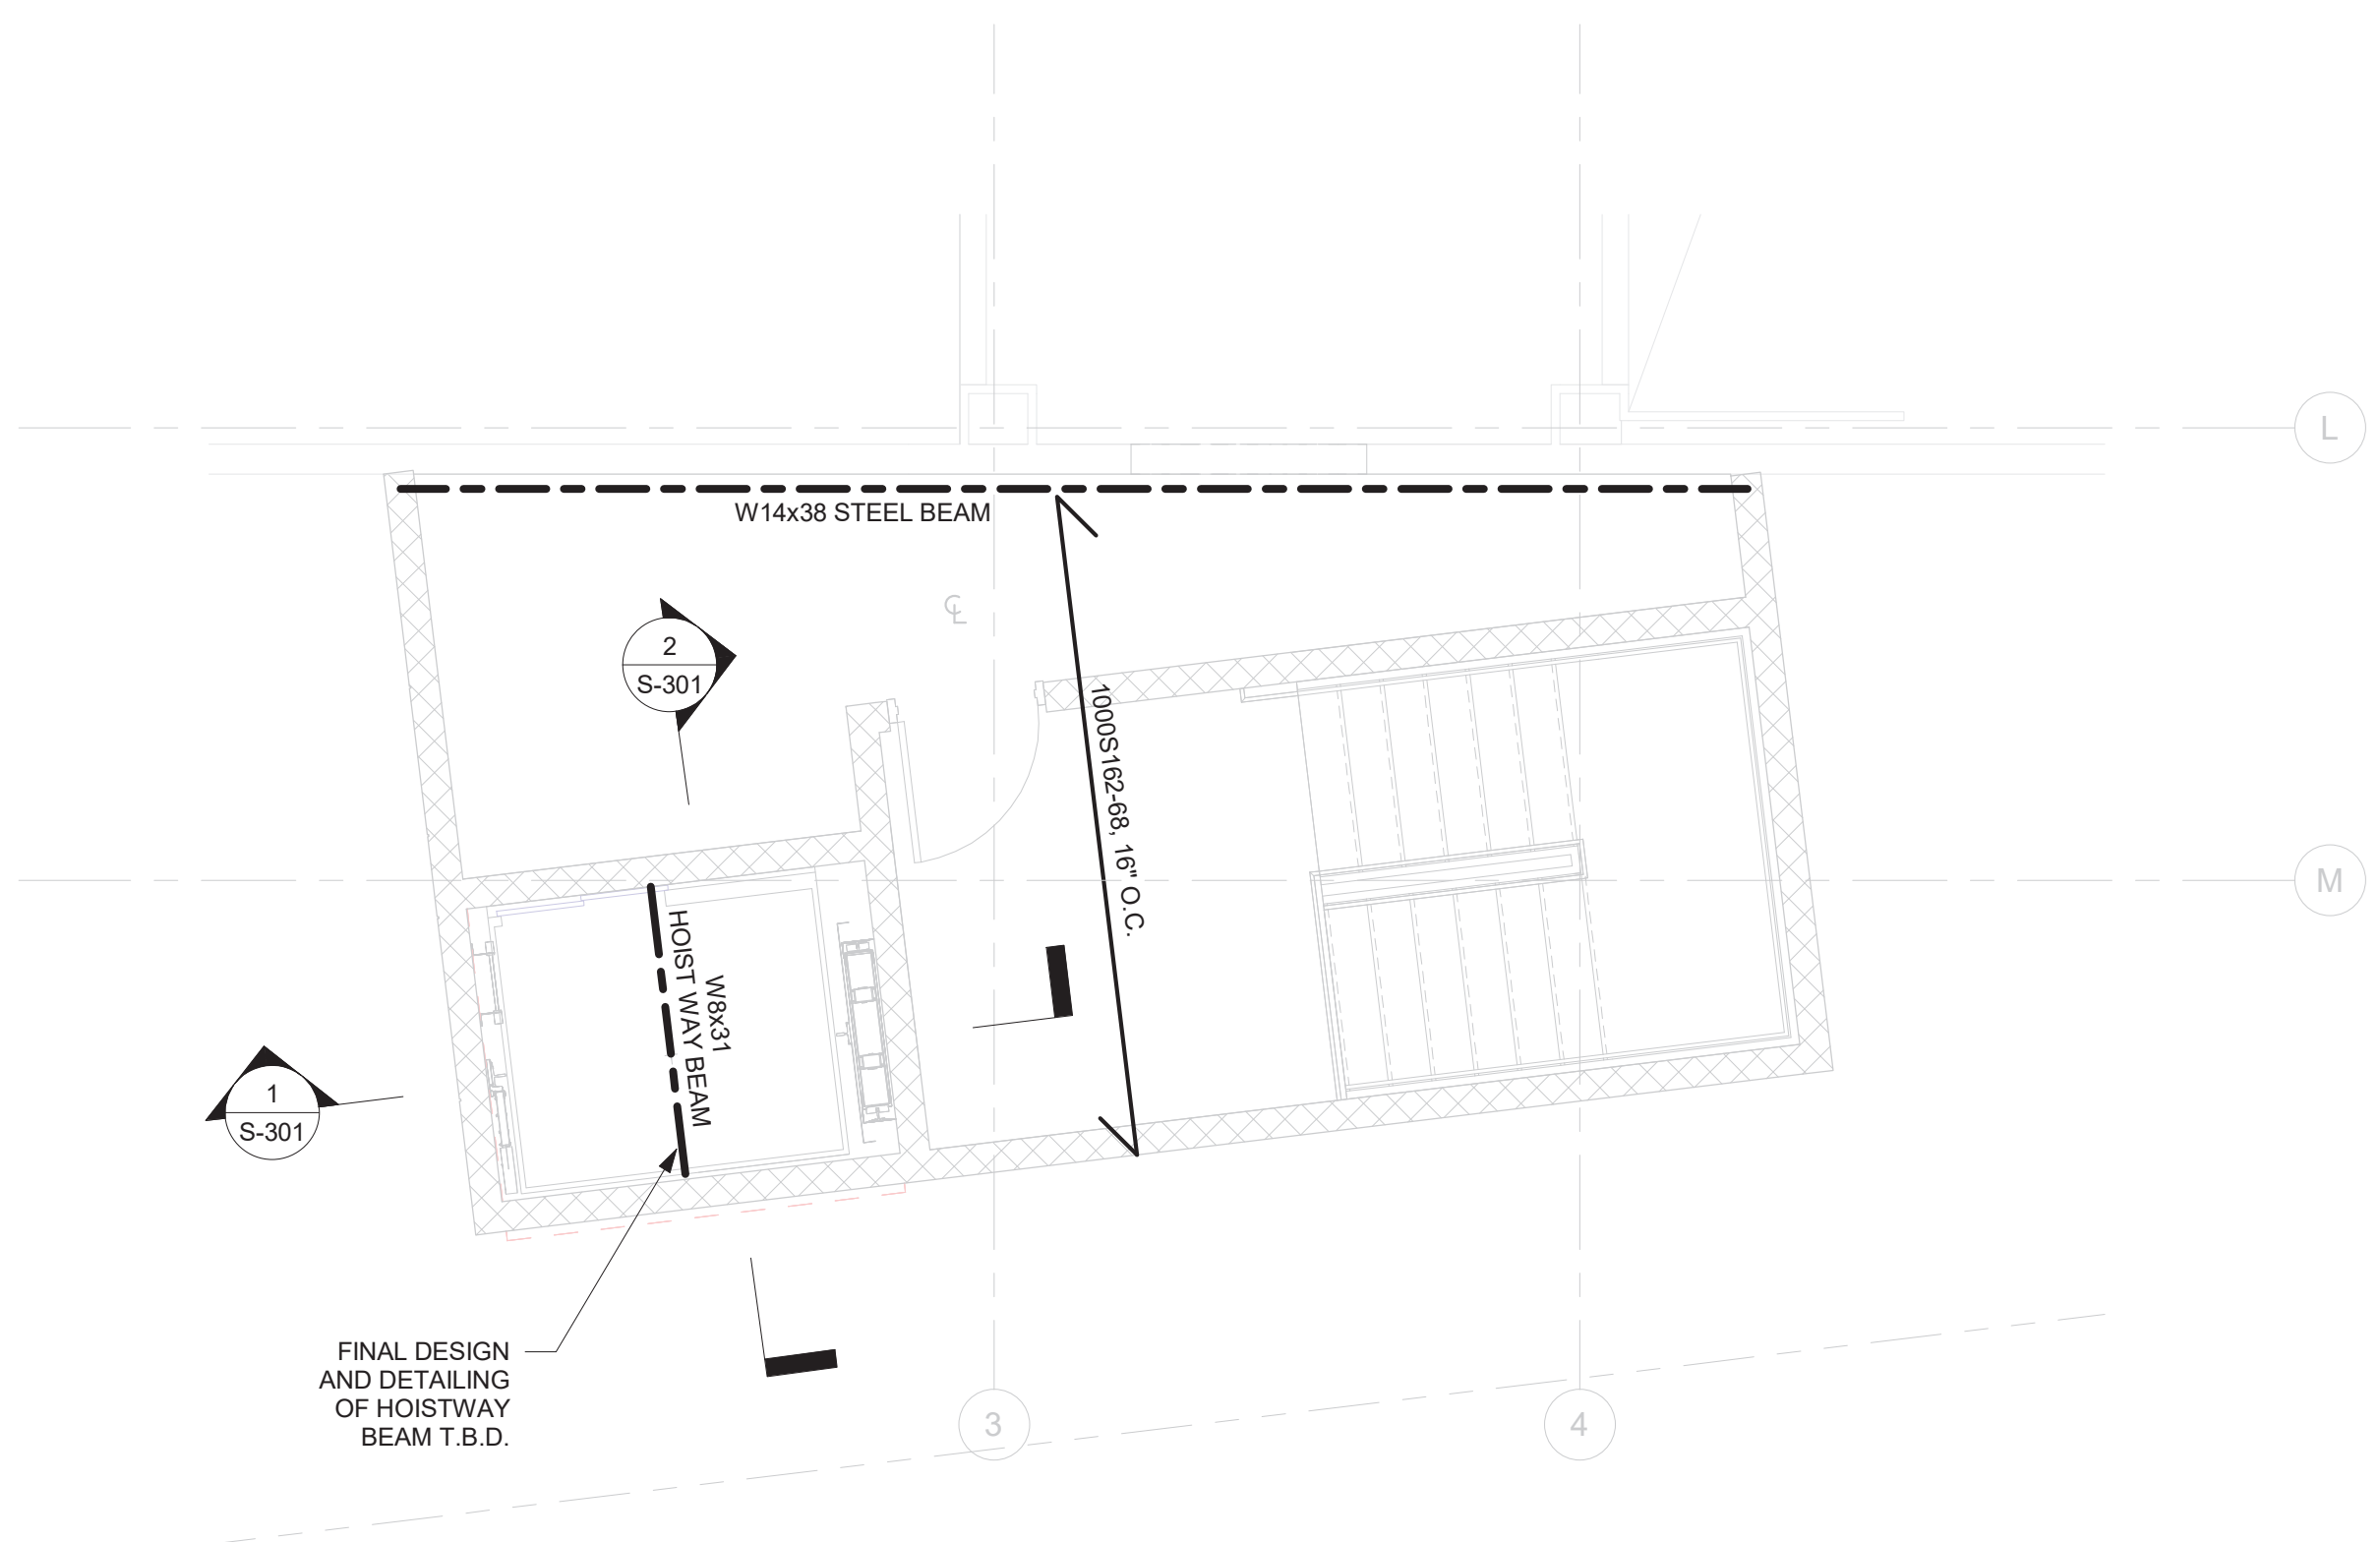 L
W14x38 STEEL BEAM
℄
2
S-301
1000S162-68, 16" O.C.
M
W8x31
HOIST WAY BEAM
1
S-301
FINAL DESIGN
AND DETAILING
OF HOISTWAY
BEAM T.B.D.
3
4